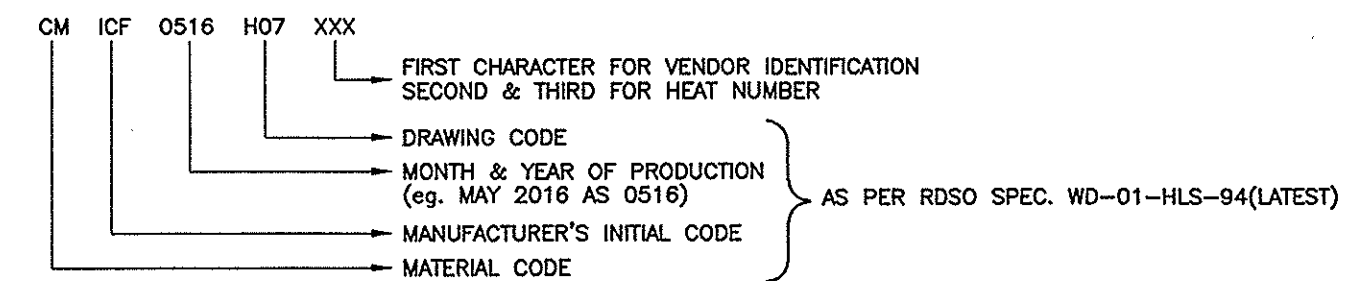 CM ICF 0516 H07 XXX
FIRST CHARACTER FOR VENDOR IDENTIFICATION
SECOND & THIRD FOR HEAT NUMBER
DRAWING CODE
MONTH & YEAR OF PRODUCTION
(eg. MAY 2016 AS 0516)
AS PER RDSO SPEC. WD-01-HLS-94(LATEST)
MANUFACTURER'S INITIAL CODE
MATERIAL CODE